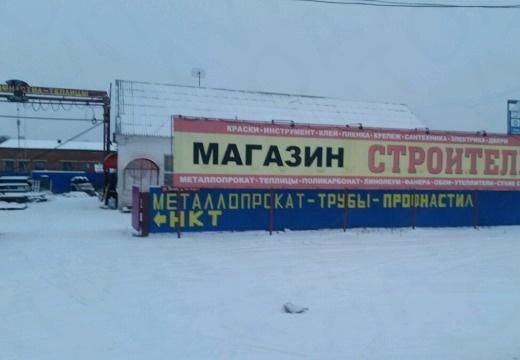 ТЕПЛИЦЫ
КРАСКИ•ИНСТРУМЕНТ•КЛЕЙ•ПЛЕНКА•КРЕПЕЖ•САНТЕХНИКА•ЭЛЕКТРИКА•ДВЕРИ
МАГАЗИН СТРОИТЕЛ
МЕТАЛЛОПРОКАТ•ТЕПЛИЦЫ•ПОЛИКАРБОНАТ•ЛИНОЛЕУМ•ФАНЕРА•ОБОИ•УТЕПЛИТЕЛИ•СУХИЕ
МЕТАЛЛОПРОКАТ-ТРУБЫ-ПРОФНАСТИЛ
←НКТ